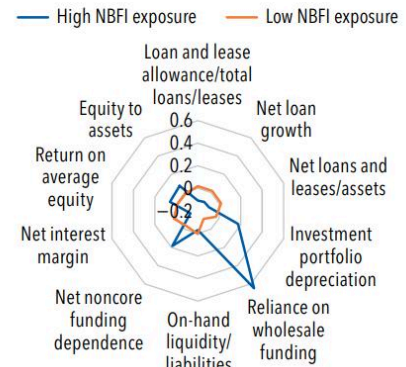 High NBFI exposure
Low NBFI exposure
Loan and lease
allowance/total
loans/leases
Net loan
growth
Net loans and
leases/assets
Investment
portfolio
depreciation
Reliance on
wholesale
funding
On-hand
liquidity/
liabilities
Net noncore
funding
dependence
Net interest
margin
Return on
average
equity
Equity to
assets
0.6
0.4
0.2
0
–0.2